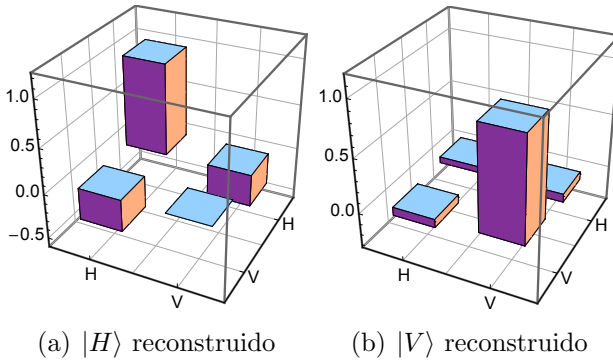 1.0
0.5
0.0
−0.5
H
V
V
H
1.0
0.5
0.0
H
V
V
H
(a) |H⟩ reconstruido
(b) |V⟩ reconstruido